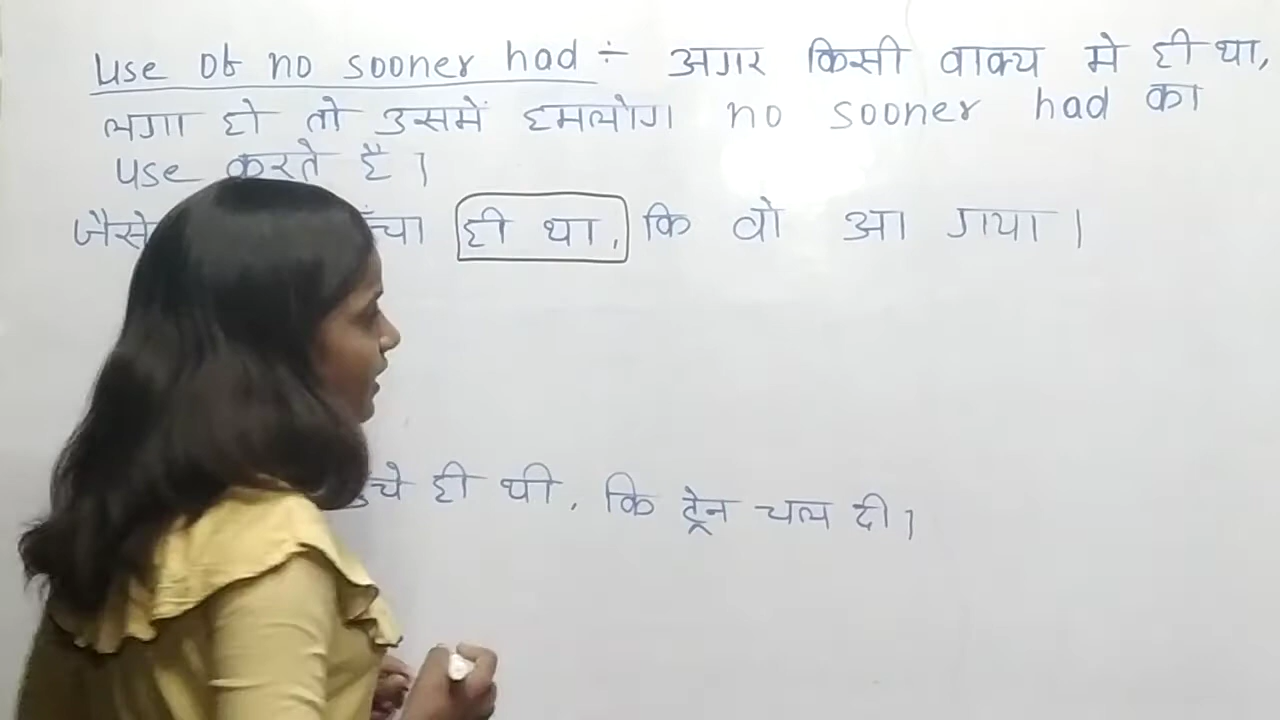 use of no sooner had ÷ अगर किसी वाक्य मे ही था,
लगा हो तो उसमें हमलोग no sooner had का
use करते है।
जैसे ही था, कि वो आ गया।
ही थी, कि ट्रेन चल दी।